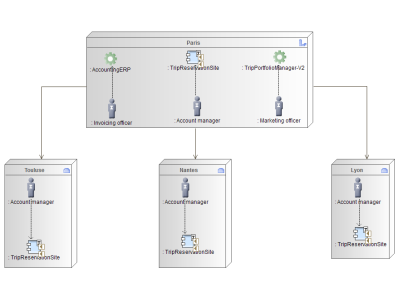 Paris
: AccountingERP
: TripReservationSite
: TripPortfolioManager-V2
: Invoicing officer
: Account manager
: Marketing officer
Toulouse
Nantes
Lyon
: Account manager
: Account manager
: Account manager
: TripReservationSite
: TripReservationSite
: TripReservationSite